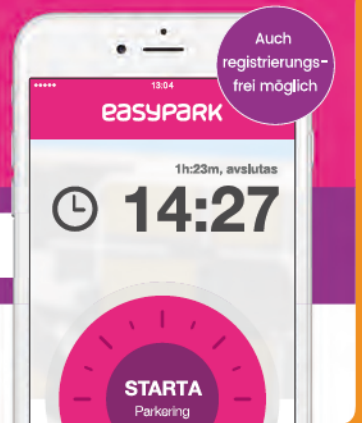 Auch
registrierungs-
frei möglich
13:04
easypark
1h:23m, avslutas
14:27
STARTA
Parkering